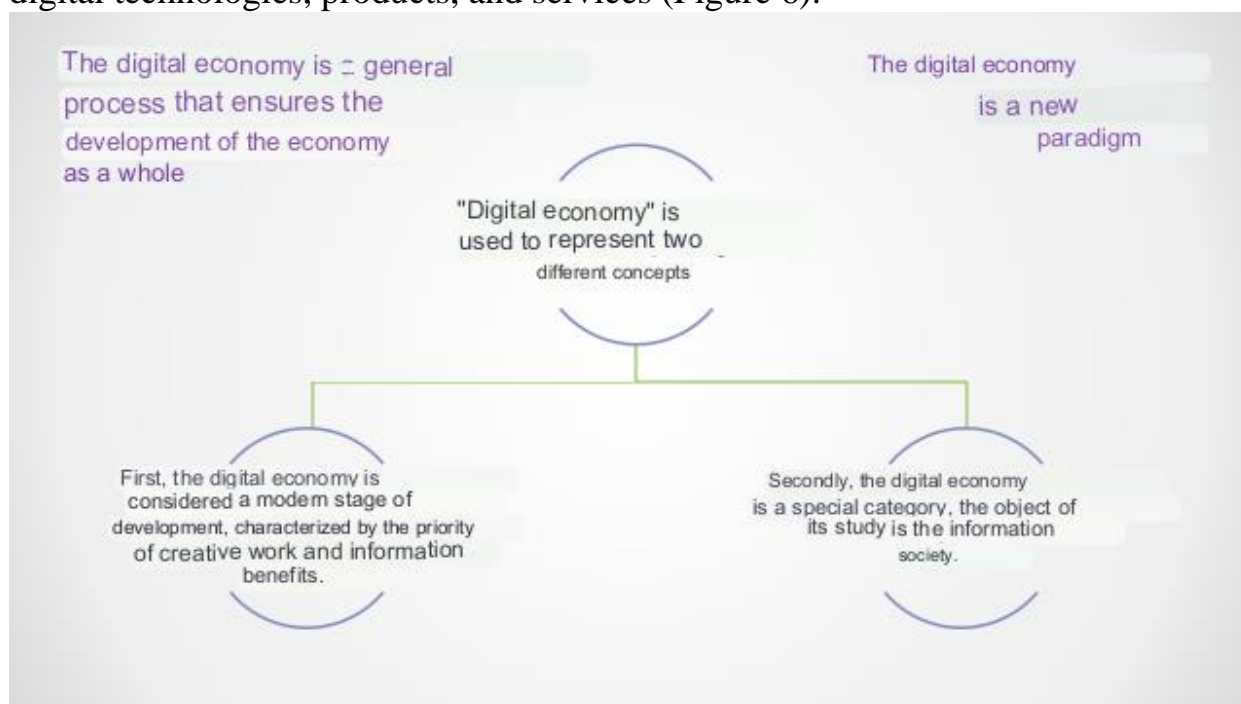 digital technologies, products, and services (Figure 6).
The digital economy is general
process that ensures the
development of the economy
as a whole
The digital economy
is a new
paradigm
"Digital economy" is
used to represent two
different concepts
First, the digital economy is
considered a modern stage of
development, characterized by the priority
of creative work and information
benefits.
Secondly, the digital economy
is a special category, the object of
its study is the information
society.